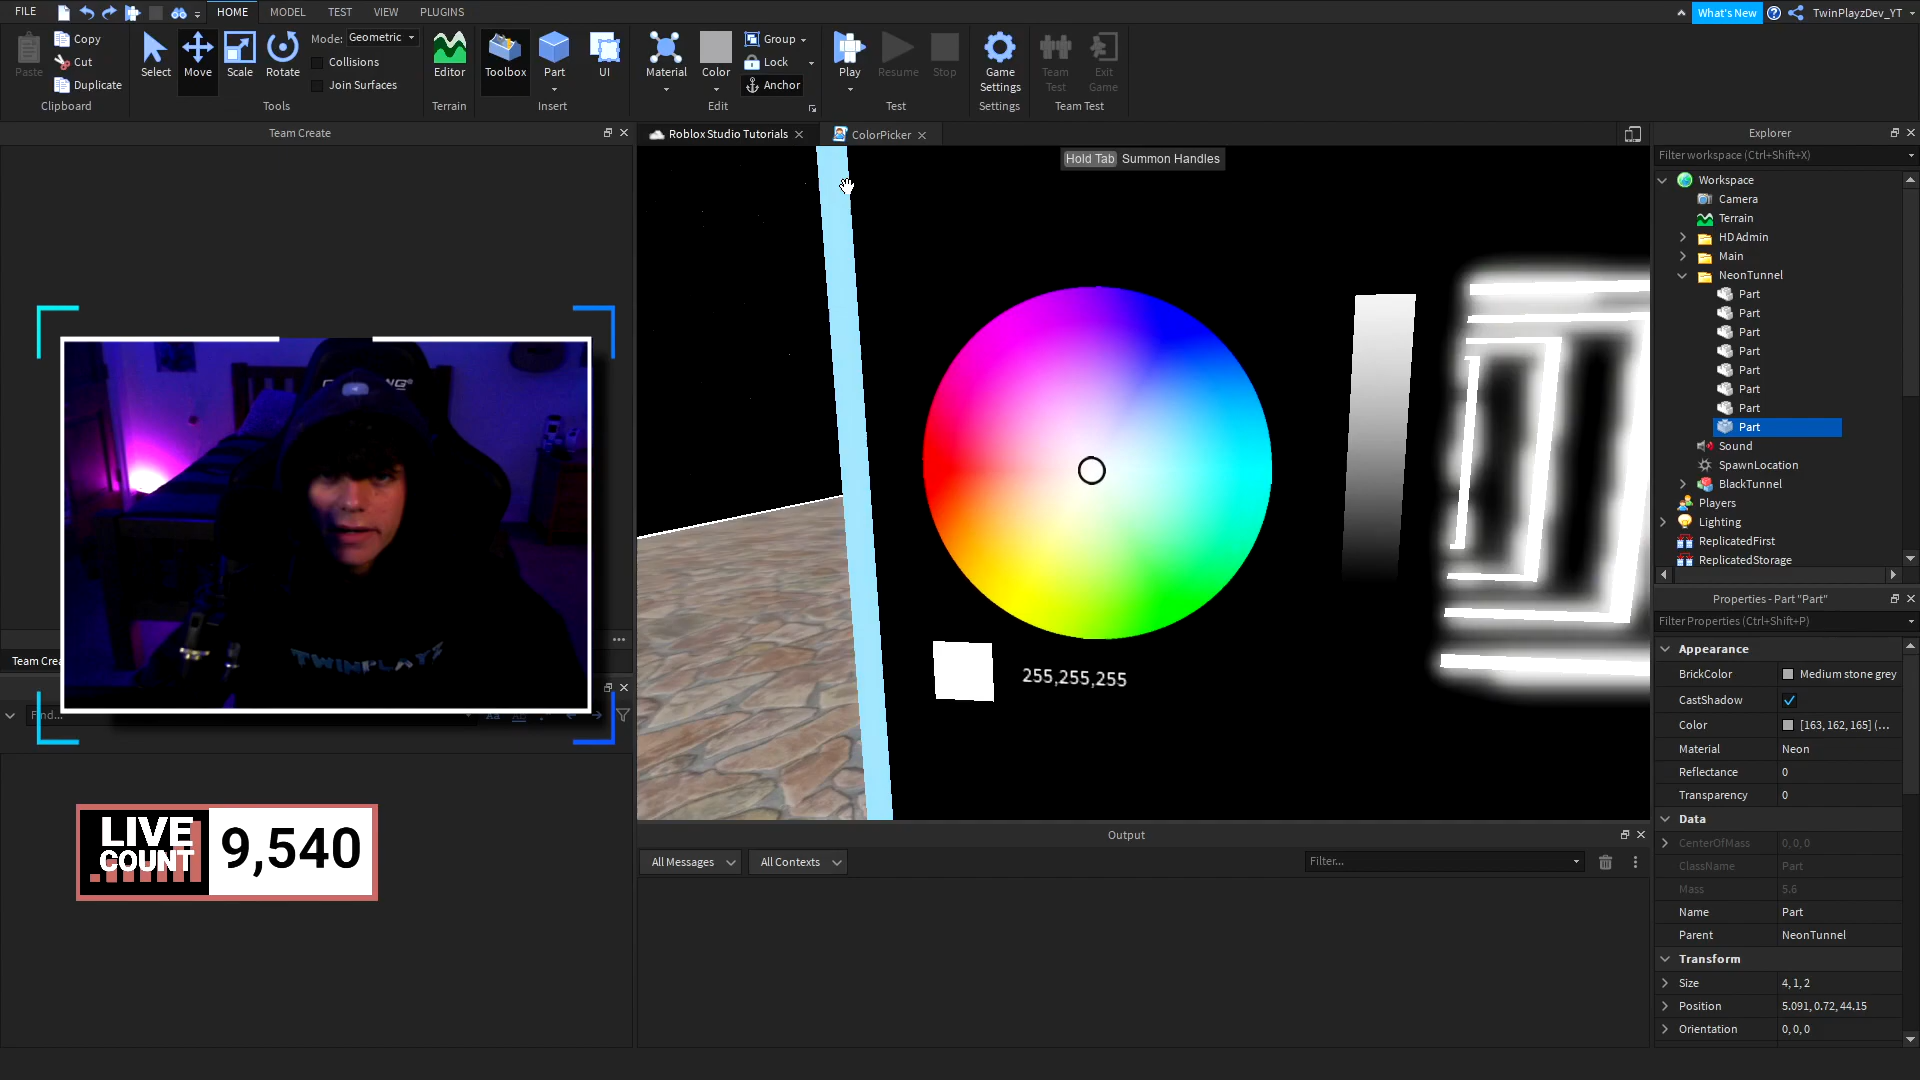 FILE
HOME
MODEL
TEST
VIEW
PLUGINS
What's New
TwinPlayzDev_YT
Paste
Copy
Cut
Duplicate
Clipboard
Select
Move
Scale
Rotate
Mode: Geometric
Collisions
Join Surfaces
Tools
Editor
Terrain
Toolbox
Part
UI
Insert
Material
Color
Group
Lock
Anchor
Edit
Play
Resume
Stop
Test
Game
Settings
Settings
Team
Test
Exit
Game
Team Test
Team Create
Roblox Studio Tutorials
ColorPicker
Hold Tab Summon Handles
255,255,255
TWINPLAYZ
Find...
LIVE
COUNT
9,540
Output
All Messages
All Contexts
Filter...
Explorer
Filter workspace (Ctrl+Shift+X)
Workspace
Camera
Terrain
HD Admin
Main
NeonTunnel
Part
Part
Part
Part
Part
Part
Part
Part
Sound
SpawnLocation
BlackTunnel
Players
Lighting
ReplicatedFirst
ReplicatedStorage
Properties - Part "Part"
Filter Properties (Ctrl+Shift+P)
Appearance
BrickColor Medium stone grey
CastShadow
Color [163, 162, 165] (...
Material Neon
Reflectance 0
Transparency 0
Data
CenterOfMass 0, 0, 0
ClassName Part
Mass 5.6
Name Part
Parent NeonTunnel
Transform
Size 4, 1, 2
Position 5.091, 0.72, 44.15
Orientation 0, 0, 0